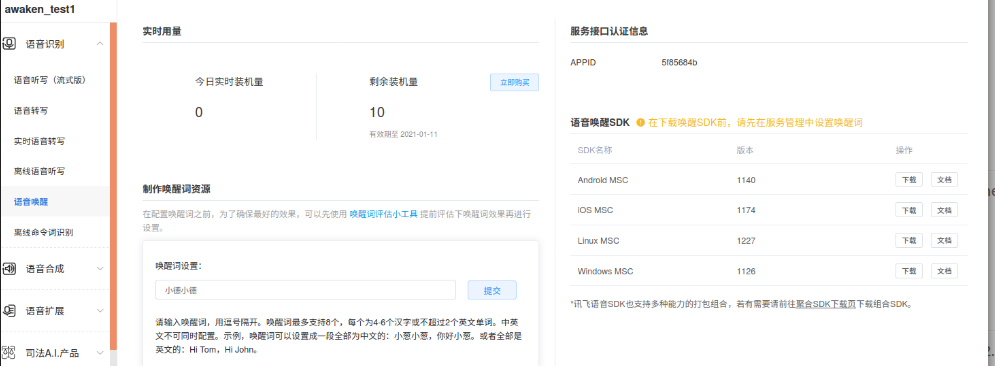 awaken_test1
语音识别
语音听写（流式版）
语音转写
实时语音转写
离线语音听写
语音唤醒
离线命令词识别
语音合成
语音扩展
司法A.I.产品
实时用量
今日实时装机量
0
剩余装机量
10
有效期至 2021-01-11
立即购买
制作唤醒词资源
在配置唤醒词之前，为了确保最好的效果，可以先使用 唤醒词评估小工具 提前评估下唤醒词效果再进行
设置。
唤醒词设置：
小德小德
提交
请输入唤醒词，用逗号隔开。唤醒词最多支持8个，每个为4-6个汉字或不超过2个英文单词。中英
文不可同时配置。示例，唤醒词可以设置成一段全部为中文的：小葱小葱，你好小葱。或者全部是
英文的：Hi Tom，Hi John。
服务接口认证信息
APPID 5f85684b
语音唤醒SDK 在下载唤醒SDK前，请先在服务管理中设置唤醒词
SDK名称 版本 操作
Android MSC 1140 下载 文档
iOS MSC 1174 下载 文档
Linux MSC 1227 下载 文档
Windows MSC 1126 下载 文档
*讯飞语音SDK也支持多种能力的打包组合，若有需要请前往聚合SDK下载页下载组合SDK。